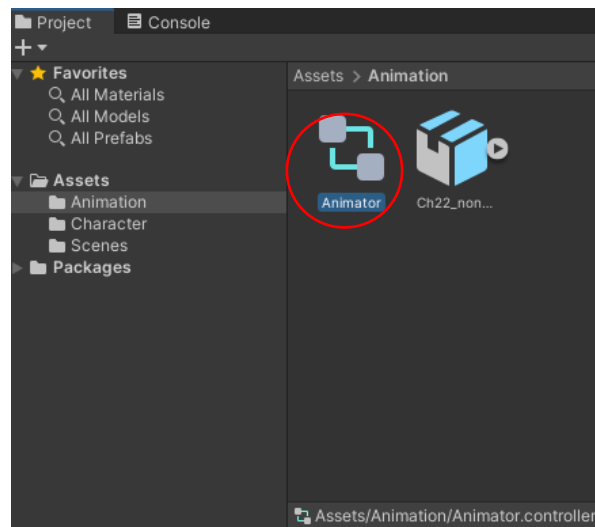 Project
Console
Favorites
All Materials
All Models
All Prefabs
Assets
Animation
Character
Scenes
Packages
Assets > Animation
Animator
Ch22_non...
Assets/Animation/Animator.controller